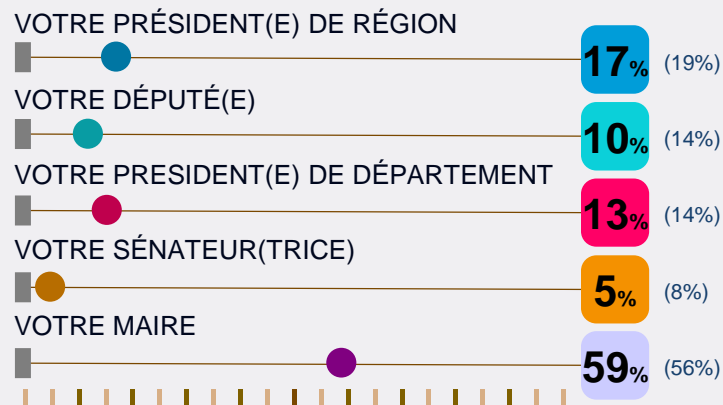 VOTRE PRÉSIDENT(E) DE RÉGION
17% (19%)
VOTRE DÉPUTÉ(E)
10% (14%)
VOTRE PRESIDENT(E) DE DÉPARTEMENT
13% (14%)
VOTRE SÉNATEUR(TRICE)
5% (8%)
VOTRE MAIRE
59% (56%)